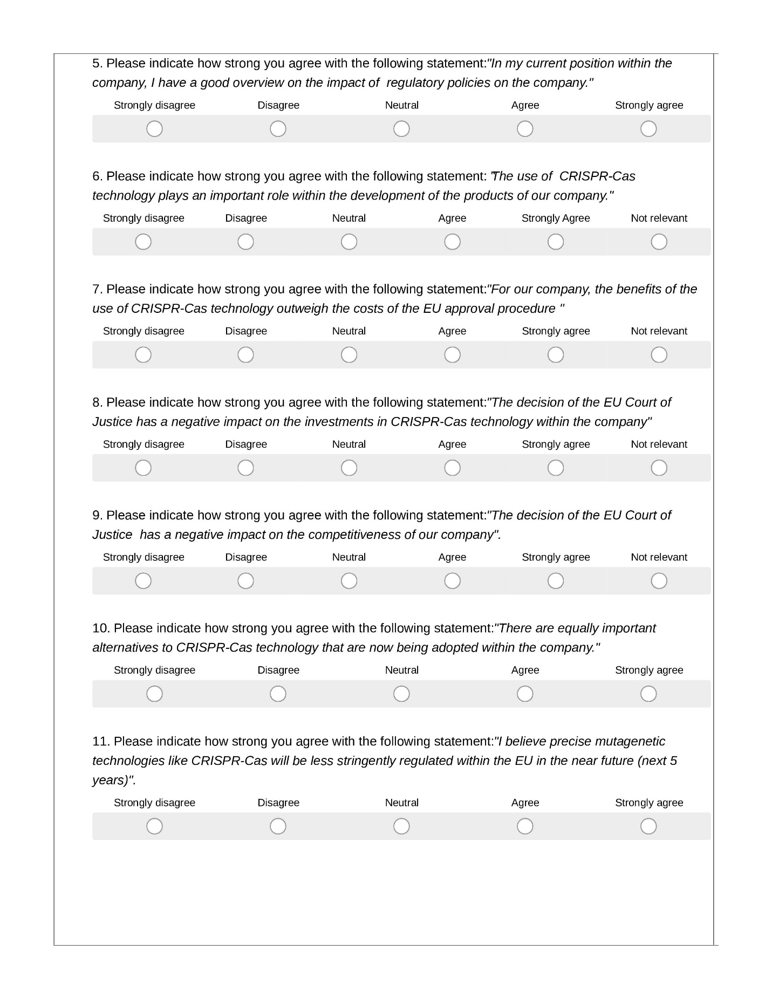 5. Please indicate how strong you agree with the following statement:"In my current position within the
company, I have a good overview on the impact of  regulatory policies on the company."
Strongly disagree Disagree Neutral Agree Strongly agree
6. Please indicate how strong you agree with the following statement: "The use of  CRISPR-Cas
technology plays an important role within the development of the products of our company."
Strongly disagree Disagree Neutral Agree Strongly Agree Not relevant
7. Please indicate how strong you agree with the following statement:"For our company, the benefits of the
use of CRISPR-Cas technology outweigh the costs of the EU approval procedure "
Strongly disagree Disagree Neutral Agree Strongly agree Not relevant
8. Please indicate how strong you agree with the following statement:"The decision of the EU Court of
Justice has a negative impact on the investments in CRISPR-Cas technology within the company"
Strongly disagree Disagree Neutral Agree Strongly agree Not relevant
9. Please indicate how strong you agree with the following statement:"The decision of the EU Court of
Justice  has a negative impact on the competitiveness of our company".
Strongly disagree Disagree Neutral Agree Strongly agree Not relevant
10. Please indicate how strong you agree with the following statement:"There are equally important
alternatives to CRISPR-Cas technology that are now being adopted within the company."
Strongly disagree Disagree Neutral Agree Strongly agree
11. Please indicate how strong you agree with the following statement:"I believe precise mutagenetic
technologies like CRISPR-Cas will be less stringently regulated within the EU in the near future (next 5
years)".
Strongly disagree Disagree Neutral Agree Strongly agree